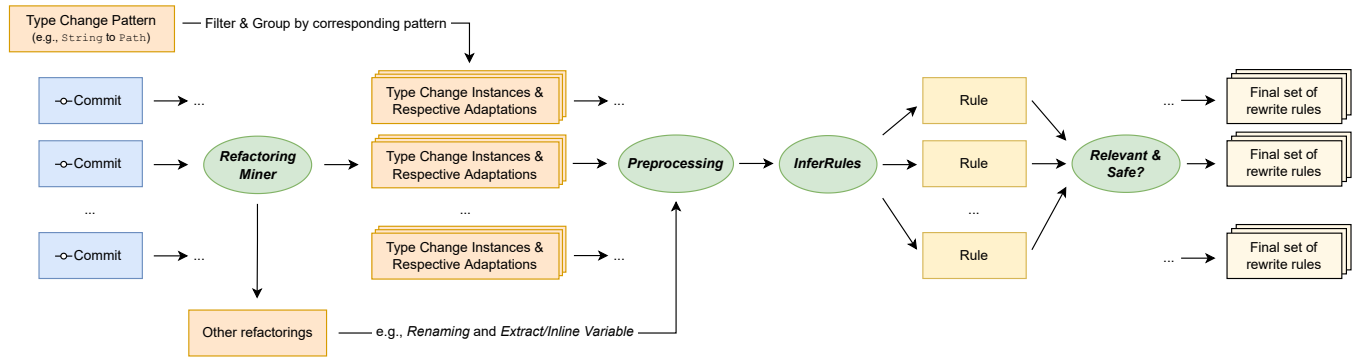 Type Change Pattern
(e.g., String to Path)
Filter & Group by corresponding pattern
Commit
...
Type Change Instances &
Respective Adaptations
...
Rule
...
Final set of
rewrite rules
Commit
Refactoring
Miner
Type Change Instances &
Respective Adaptations
Preprocessing
InferRules
Rule
Relevant &
Safe?
Final set of
rewrite rules
...
...
...
...
Commit
...
Type Change Instances &
Respective Adaptations
...
Rule
...
Final set of
rewrite rules
Other refactorings
e.g., Renaming and Extract/Inline Variable